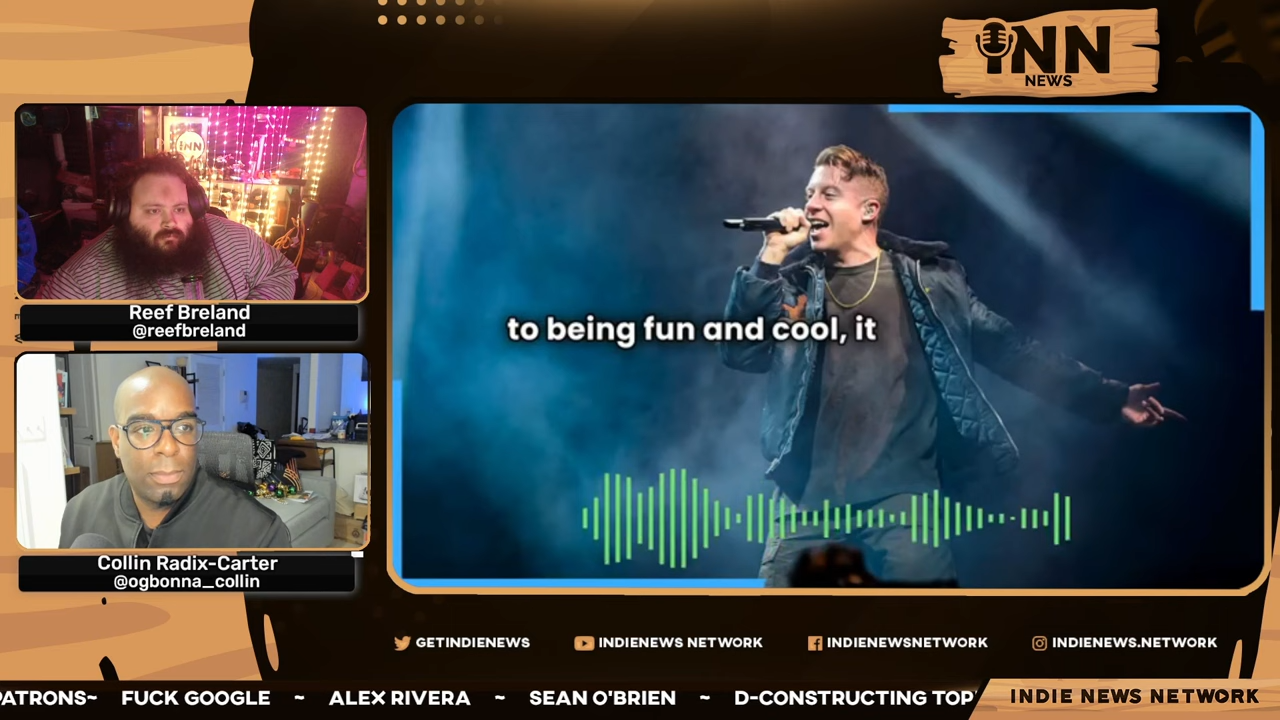 INN
NEWS
INN
Reef Breland
@reefbreland
to being fun and cool, it
Collin Radix-Carter
@ogbonna_collin
GETINDIENEWS
INDIENEWS NETWORK
INDIENEWSNETWORK
INDIENEWS.NETWORK
PATRONS~ FUCK GOOGLE ~ ALEX RIVERA ~ SEAN O'BRIEN ~ D-CONSTRUCTING TOP
INDIE NEWS NETWORK